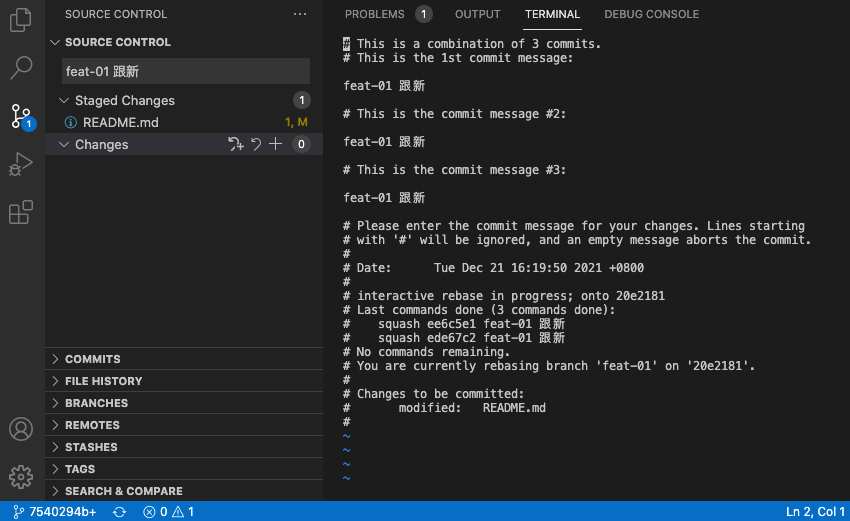 SOURCE CONTROL
SOURCE CONTROL
feat-01 跟新
Staged Changes 1
README.md 1, M
Changes 0
1
COMMITS
FILE HISTORY
BRANCHES
REMOTES
STASHES
TAGS
SEARCH & COMPARE
PROBLEMS 1 OUTPUT TERMINAL DEBUG CONSOLE
# This is a combination of 3 commits.
# This is the 1st commit message:
feat-01 跟新
# This is the commit message #2:
feat-01 跟新
# This is the commit message #3:
feat-01 跟新
# Please enter the commit message for your changes. Lines starting
# with '#' will be ignored, and an empty message aborts the commit.
#
# Date:      Tue Dec 21 16:19:50 2021 +0800
#
# interactive rebase in progress; onto 20e2181
# Last commands done (3 commands done):
#    squash ee6c5e1 feat-01 跟新
#    squash ede67c2 feat-01 跟新
# No commands remaining.
# You are currently rebasing branch 'feat-01' on '20e2181'.
#
# Changes to be committed:
#       modified:   README.md
#
~
~
~
~
7540294b+ 0 1 Ln 2, Col 1